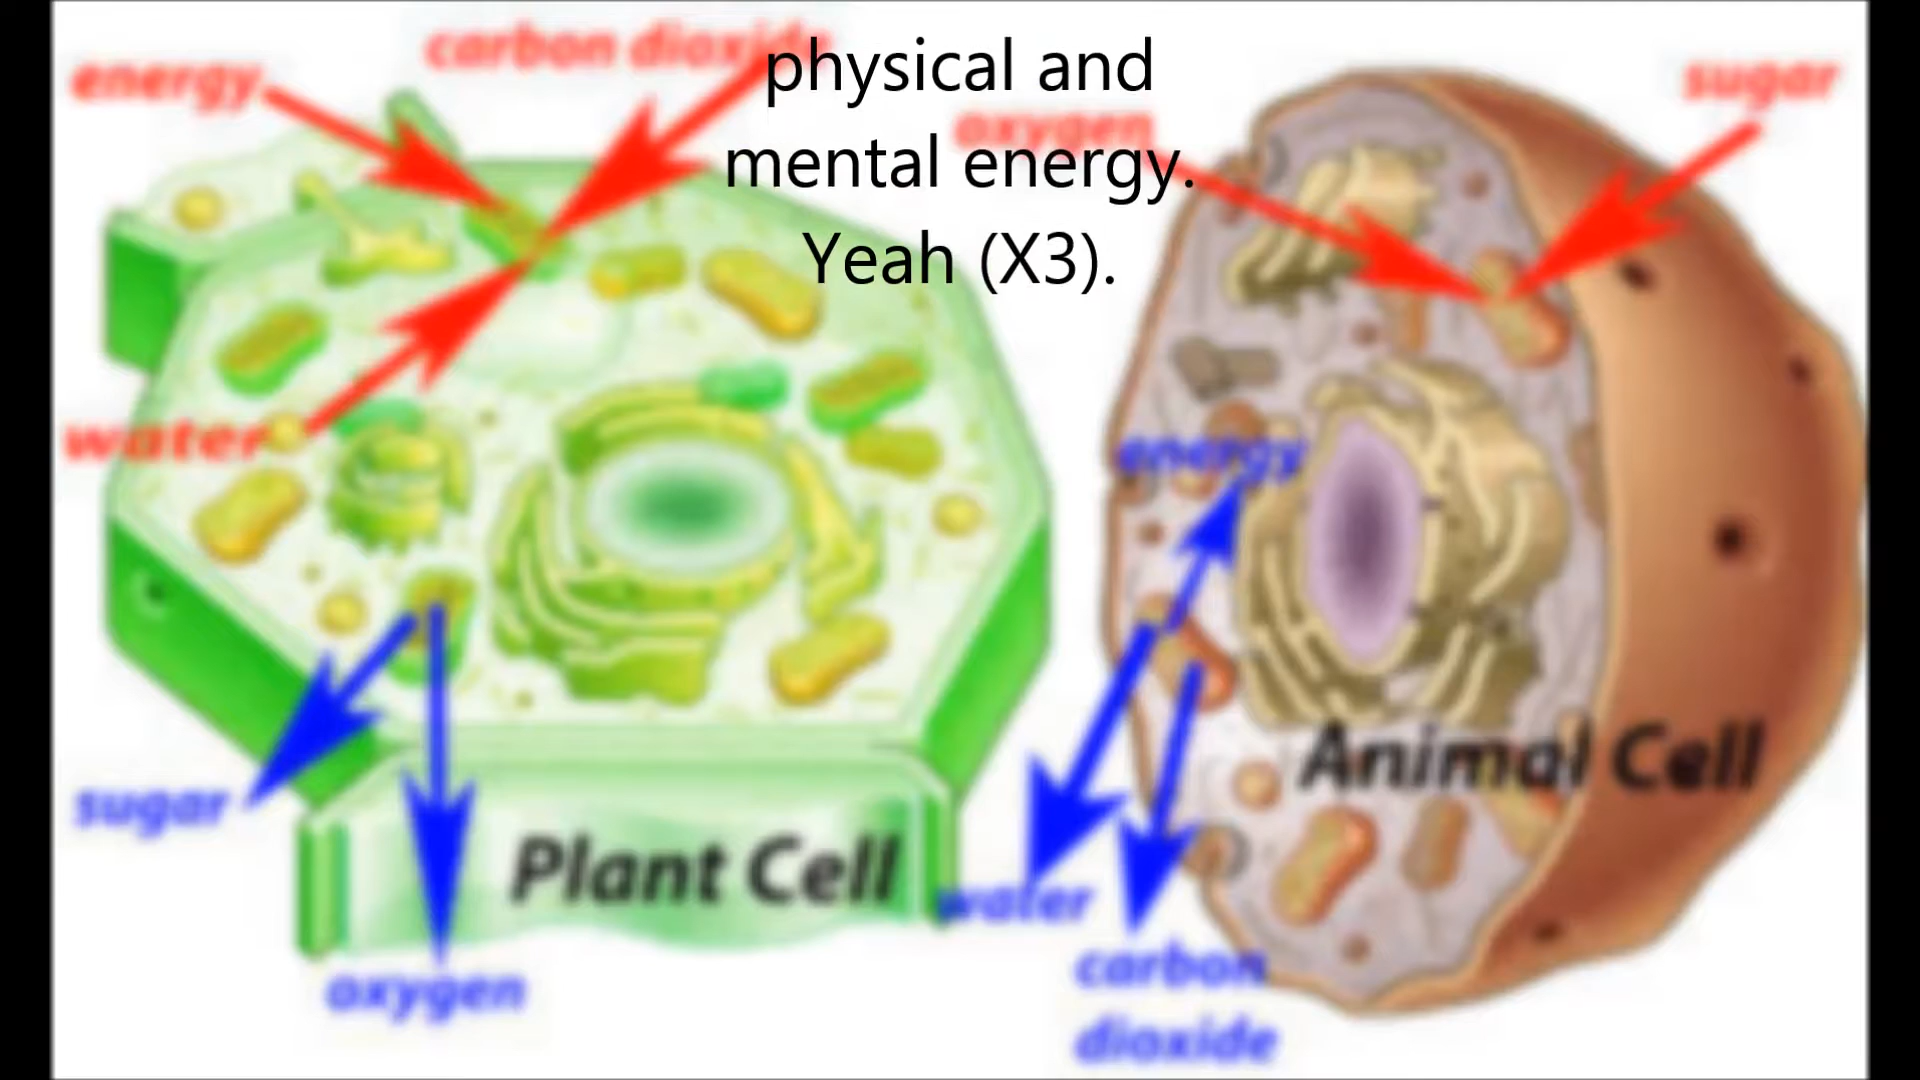 physical and
mental energy.
Yeah (X3).
energy
carbon dioxide
water
sugar
oxygen
Plant Cell
oxygen
sugar
energy
Animal Cell
water
carbon
dioxide